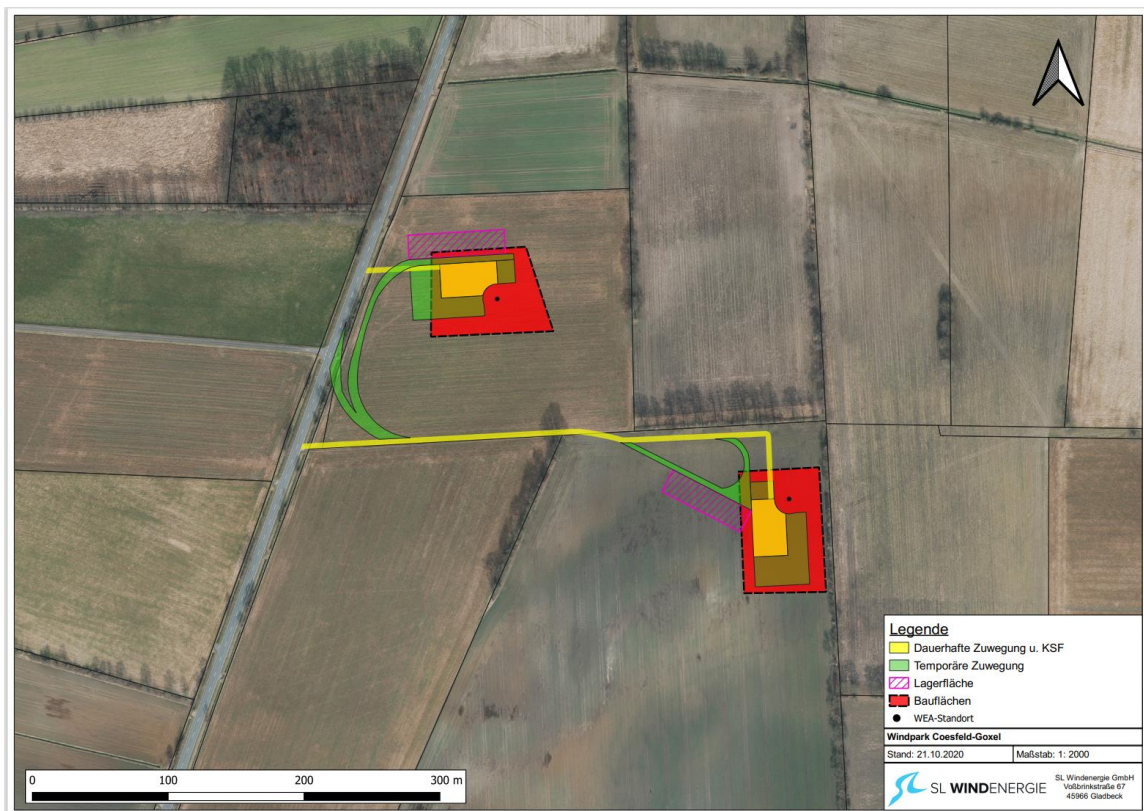 Legende
Dauerhafte Zuwegung u. KSF
Temporäre Zuwegung
Lagerfläche
Bauflächen
WEA-Standort
Windpark Coesfeld-Goxel
Stand: 21.10.2020 Maßstab: 1: 2000
SL WINDENERGIE
SL Windenergie GmbH
Voßbrinkstraße 67
45966 Gladbeck
0 100 200 300 m